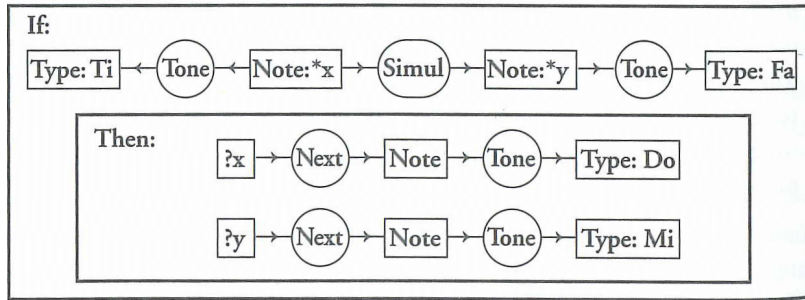 If:
Type: Ti Tone Note:*x Simul Note:*y Tone Type: Fa
Then:
?x Next Note Tone Type: Do
?y Next Note Tone Type: Mi